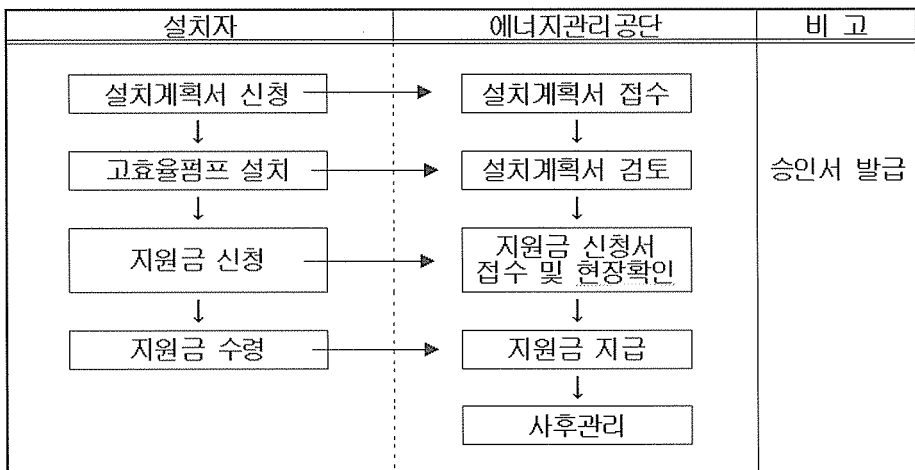 설치자 에너지관리공단 비 고
설치계획서 신청 설치계획서 접수
고효율펌프 설치 설치계획서 검토 승인서 발급
지원금 신청 지원금 신청서
접수 및 현장확인
지원금 수령 지원금 지급
사후관리